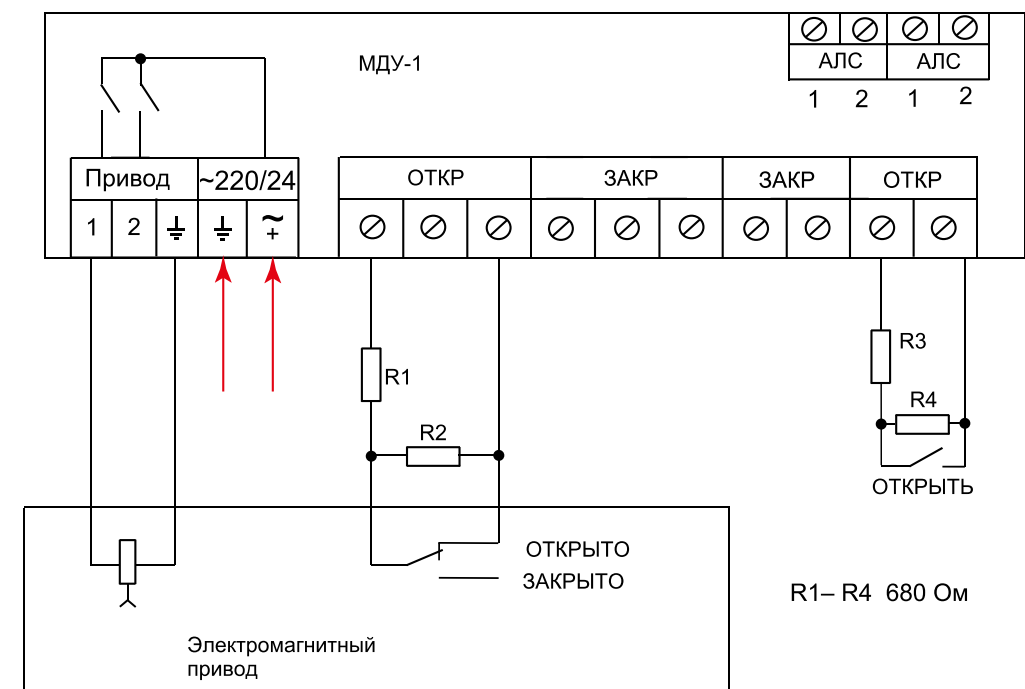 МДУ-1
АЛС АЛС
1 2 1 2
Привод ~220/24
1 2 ~ +
ОТКР ЗАКР ЗАКР ОТКР
R1
R2
R3
R4
ОТКРЫТЬ
ОТКРЫТО
ЗАКРЫТО
R1– R4 680 Ом
Электромагнитный
привод